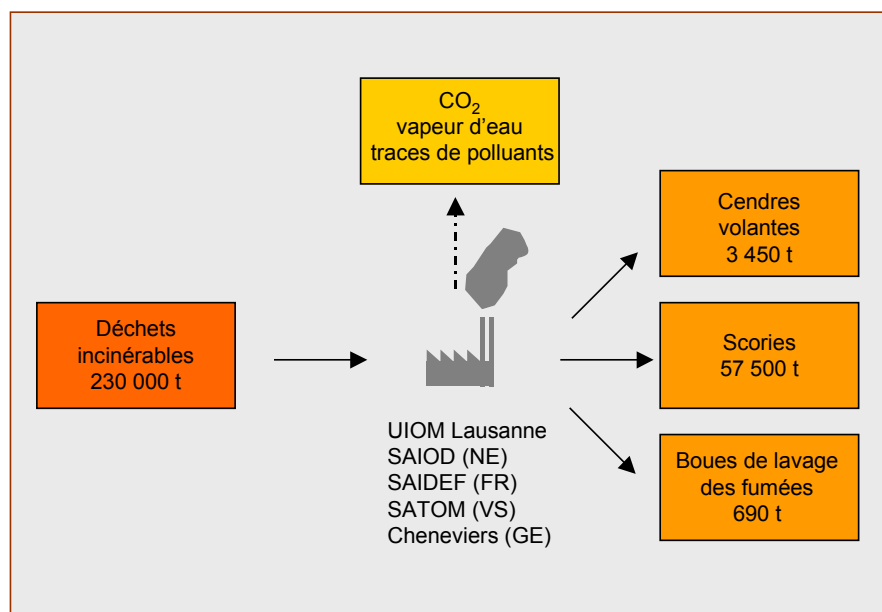 CO₂
vapeur d'eau
traces de polluants
Cendres
volantes
3 450 t
Déchets
incinérables
230 000 t
Scories
57 500 t
UIOM Lausanne
SAIOD (NE)
SAIDEF (FR)
SATOM (VS)
Cheneviers (GE)
Boues de lavage
des fumées
690 t